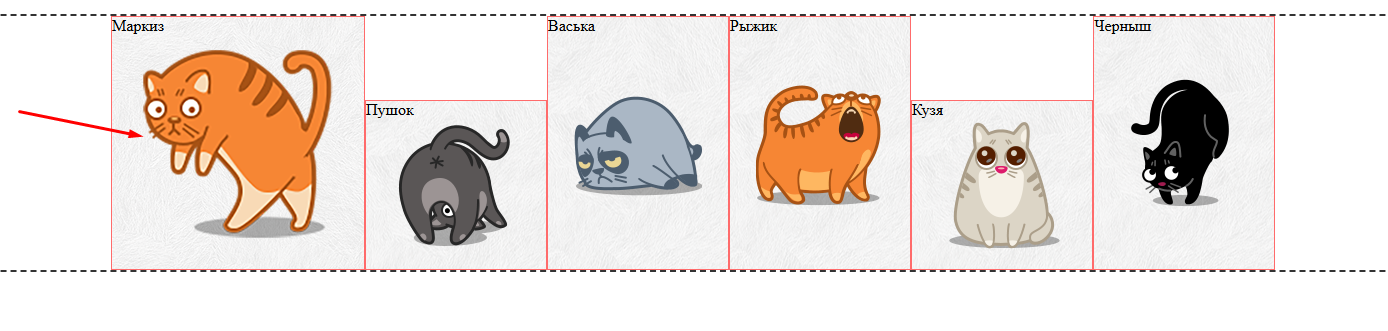 Маркиз
Пушок
Васька
Рыжик
Кузя
Черныш